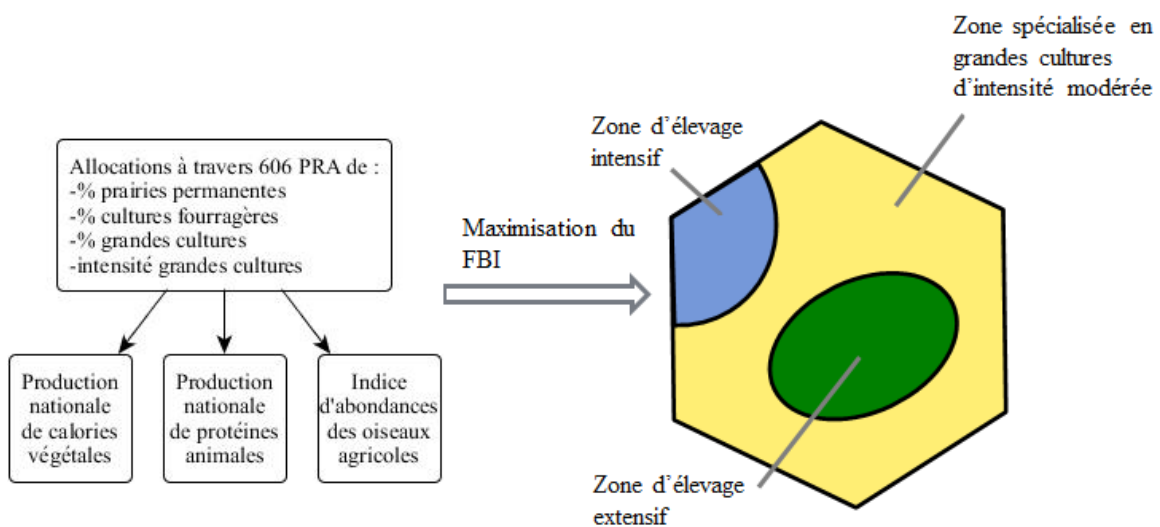 Allocations à travers 606 PRA de :
-% prairies permanentes
-% cultures fourragères
-% grandes cultures
-intensité grandes cultures
Production
nationale
de calories
végétales
Production
nationale
de protéines
animales
Indice
d'abondances
des oiseaux
agricoles
Maximisation du
FBI
Zone d'élevage
intensif
Zone spécialisée en
grandes cultures
d'intensité modérée
Zone d'élevage
extensif